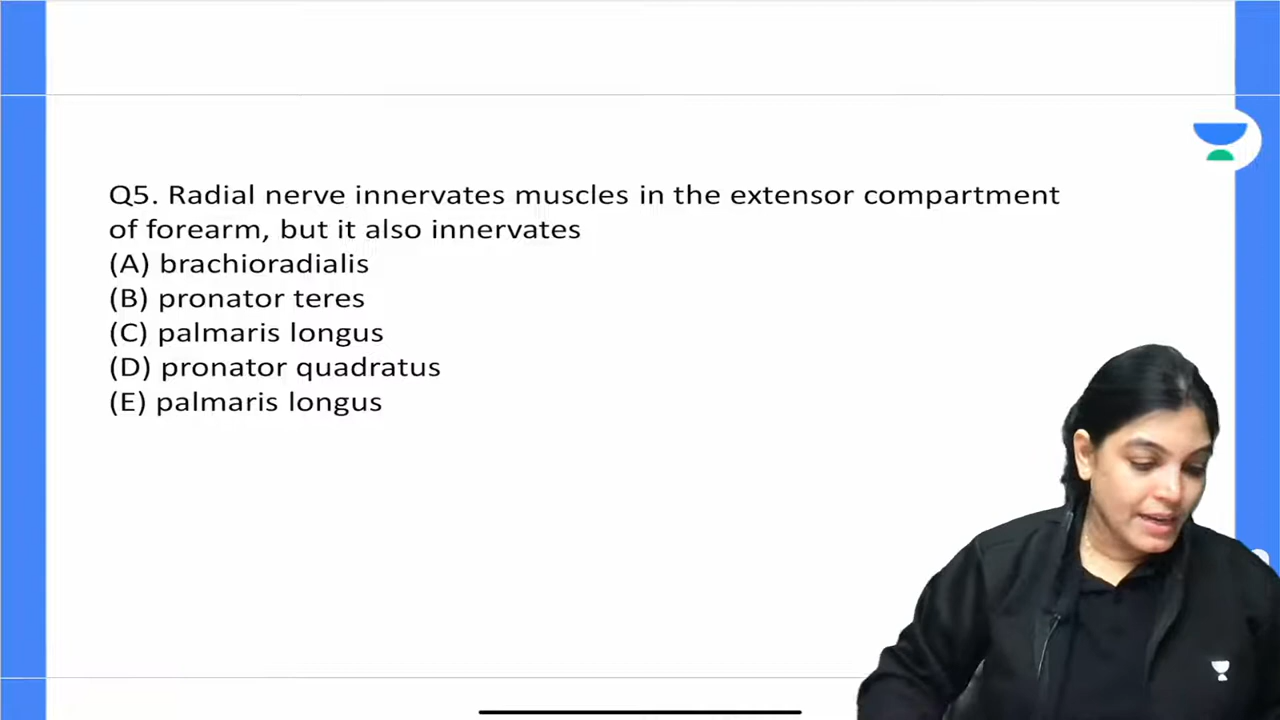 Q5. Radial nerve innervates muscles in the extensor compartment
of forearm, but it also innervates
(A) brachioradialis
(B) pronator teres
(C) palmaris longus
(D) pronator quadratus
(E) palmaris longus